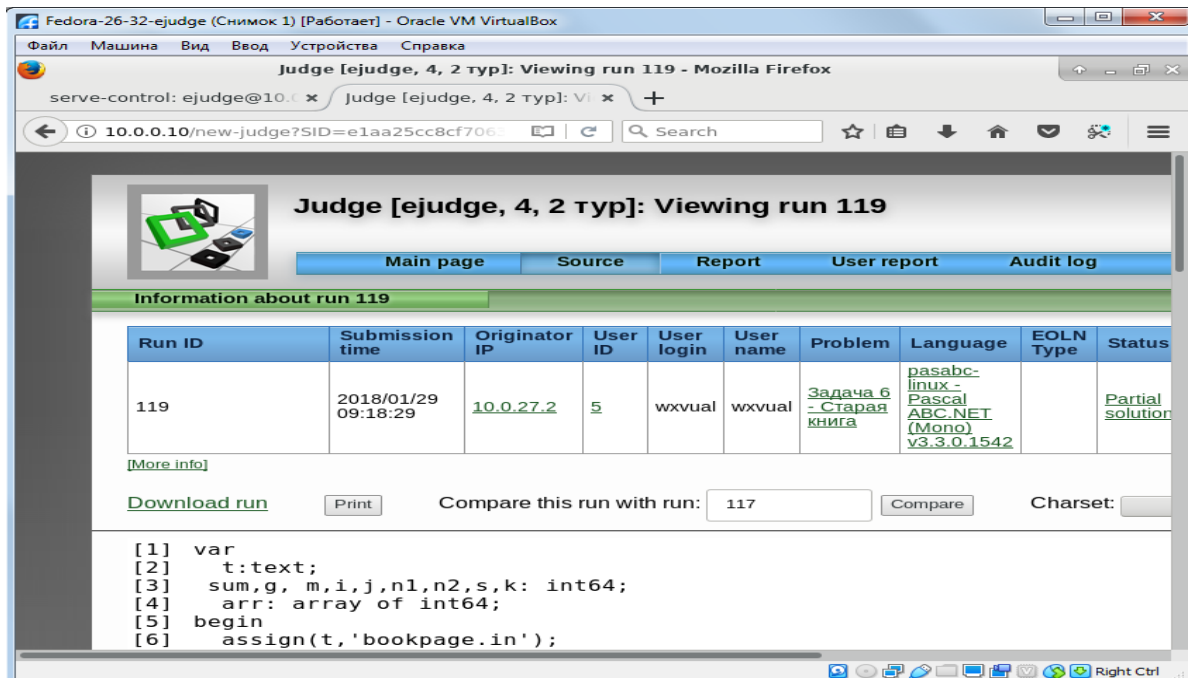 Fedora-26-32-ejudge (Снимок 1) [Работает] - Oracle VM VirtualBox
Файл Машина Вид Ввод Устройства Справка
Judge [ejudge, 4, 2 тур]: Viewing run 119 - Mozilla Firefox
serve-control: ejudge@10. Judge [ejudge, 4, 2 тур]: Vi
10.0.0.10/new-judge?SID=e1aa25cc8cf706 Search
Judge [ejudge, 4, 2 тур]: Viewing run 119
Main page Source Report User report Audit log
Information about run 119
Run ID Submission time Originator IP User ID User login User name Problem Language EOLN Type Status
119 2018/01/29 09:18:29 10.0.27.2 5 wxvual wxvual Задача 6 - Старая книга pasabc-linux - Pascal ABC.NET (Mono) v3.3.0.1542 Partial solution
[More info]
Download run Print Compare this run with run: 117 Compare Charset:
[1] var
[2] t:text;
[3] sum,g, m,i,j,n1,n2,s,k: int64;
[4] arr: array of int64;
[5] begin
[6] assign(t,'bookpage.in');
Right Ctrl